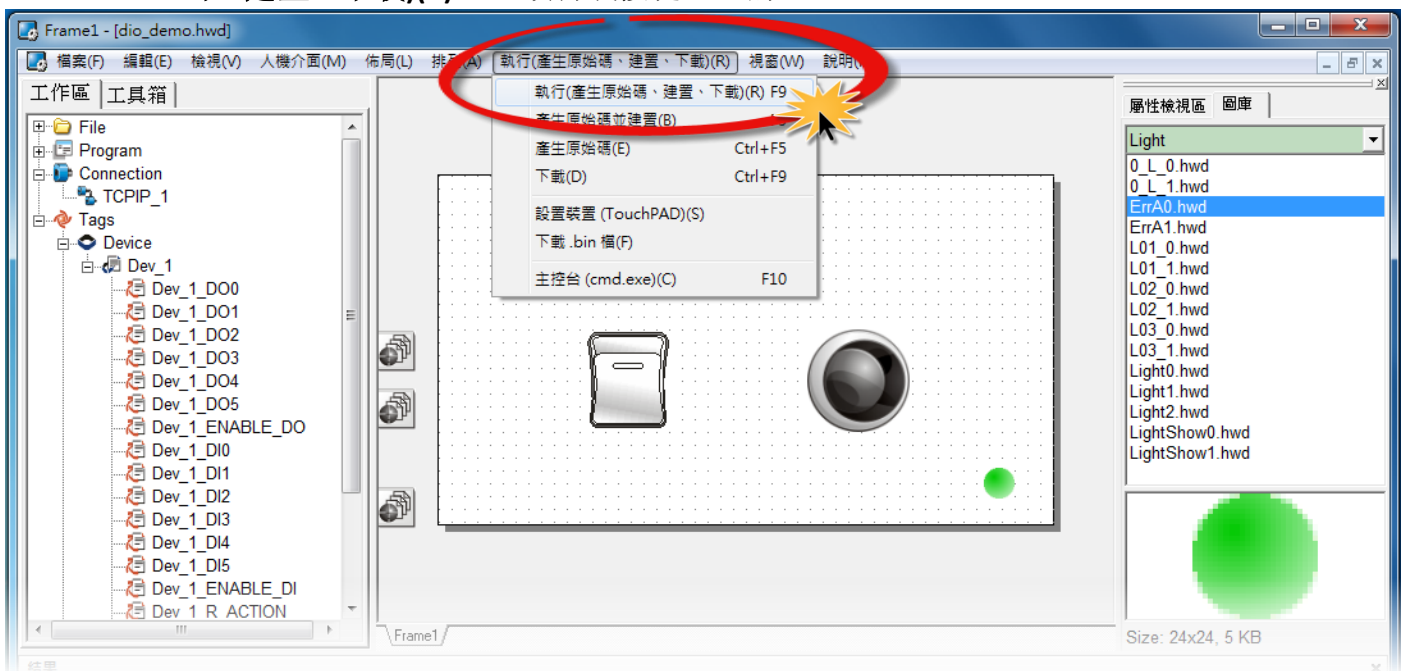 Frame1 - [dio_demo.hwd]
檔案(F) 編輯(E) 檢視(V) 人機介面(M) 佈局(L) 執行(產生原始碼、建置、下載)(R) 視窗(W)
工作區 工具箱
File
Program
Connection
TCPIP_1
Tags
Device
Dev_1
Dev_1_DO0
Dev_1_DO1
Dev_1_DO2
Dev_1_DO3
Dev_1_DO4
Dev_1_DO5
Dev_1_ENABLE_DO
Dev_1_DI0
Dev_1_DI1
Dev_1_DI2
Dev_1_DI3
Dev_1_DI4
Dev_1_DI5
Dev_1_ENABLE_DI
Dev_1_R_ACTION
執行(產生原始碼、建置、下載)(R) F9
產生原始碼並建置(B)
產生原始碼(E) Ctrl+F5
下載(D) Ctrl+F9
設置裝置 (TouchPAD)(S)
下載 .bin 檔(F)
主控台 (cmd.exe)(C) F10
Frame1
屬性檢視區 圖庫
Light
0_L_0.hwd
0_L_1.hwd
ErrA0.hwd
ErrA1.hwd
L01_0.hwd
L01_1.hwd
L02_0.hwd
L02_1.hwd
L03_0.hwd
L03_1.hwd
Light0.hwd
Light1.hwd
Light2.hwd
LightShow0.hwd
LightShow1.hwd
Size: 24x24, 5 KB
結果